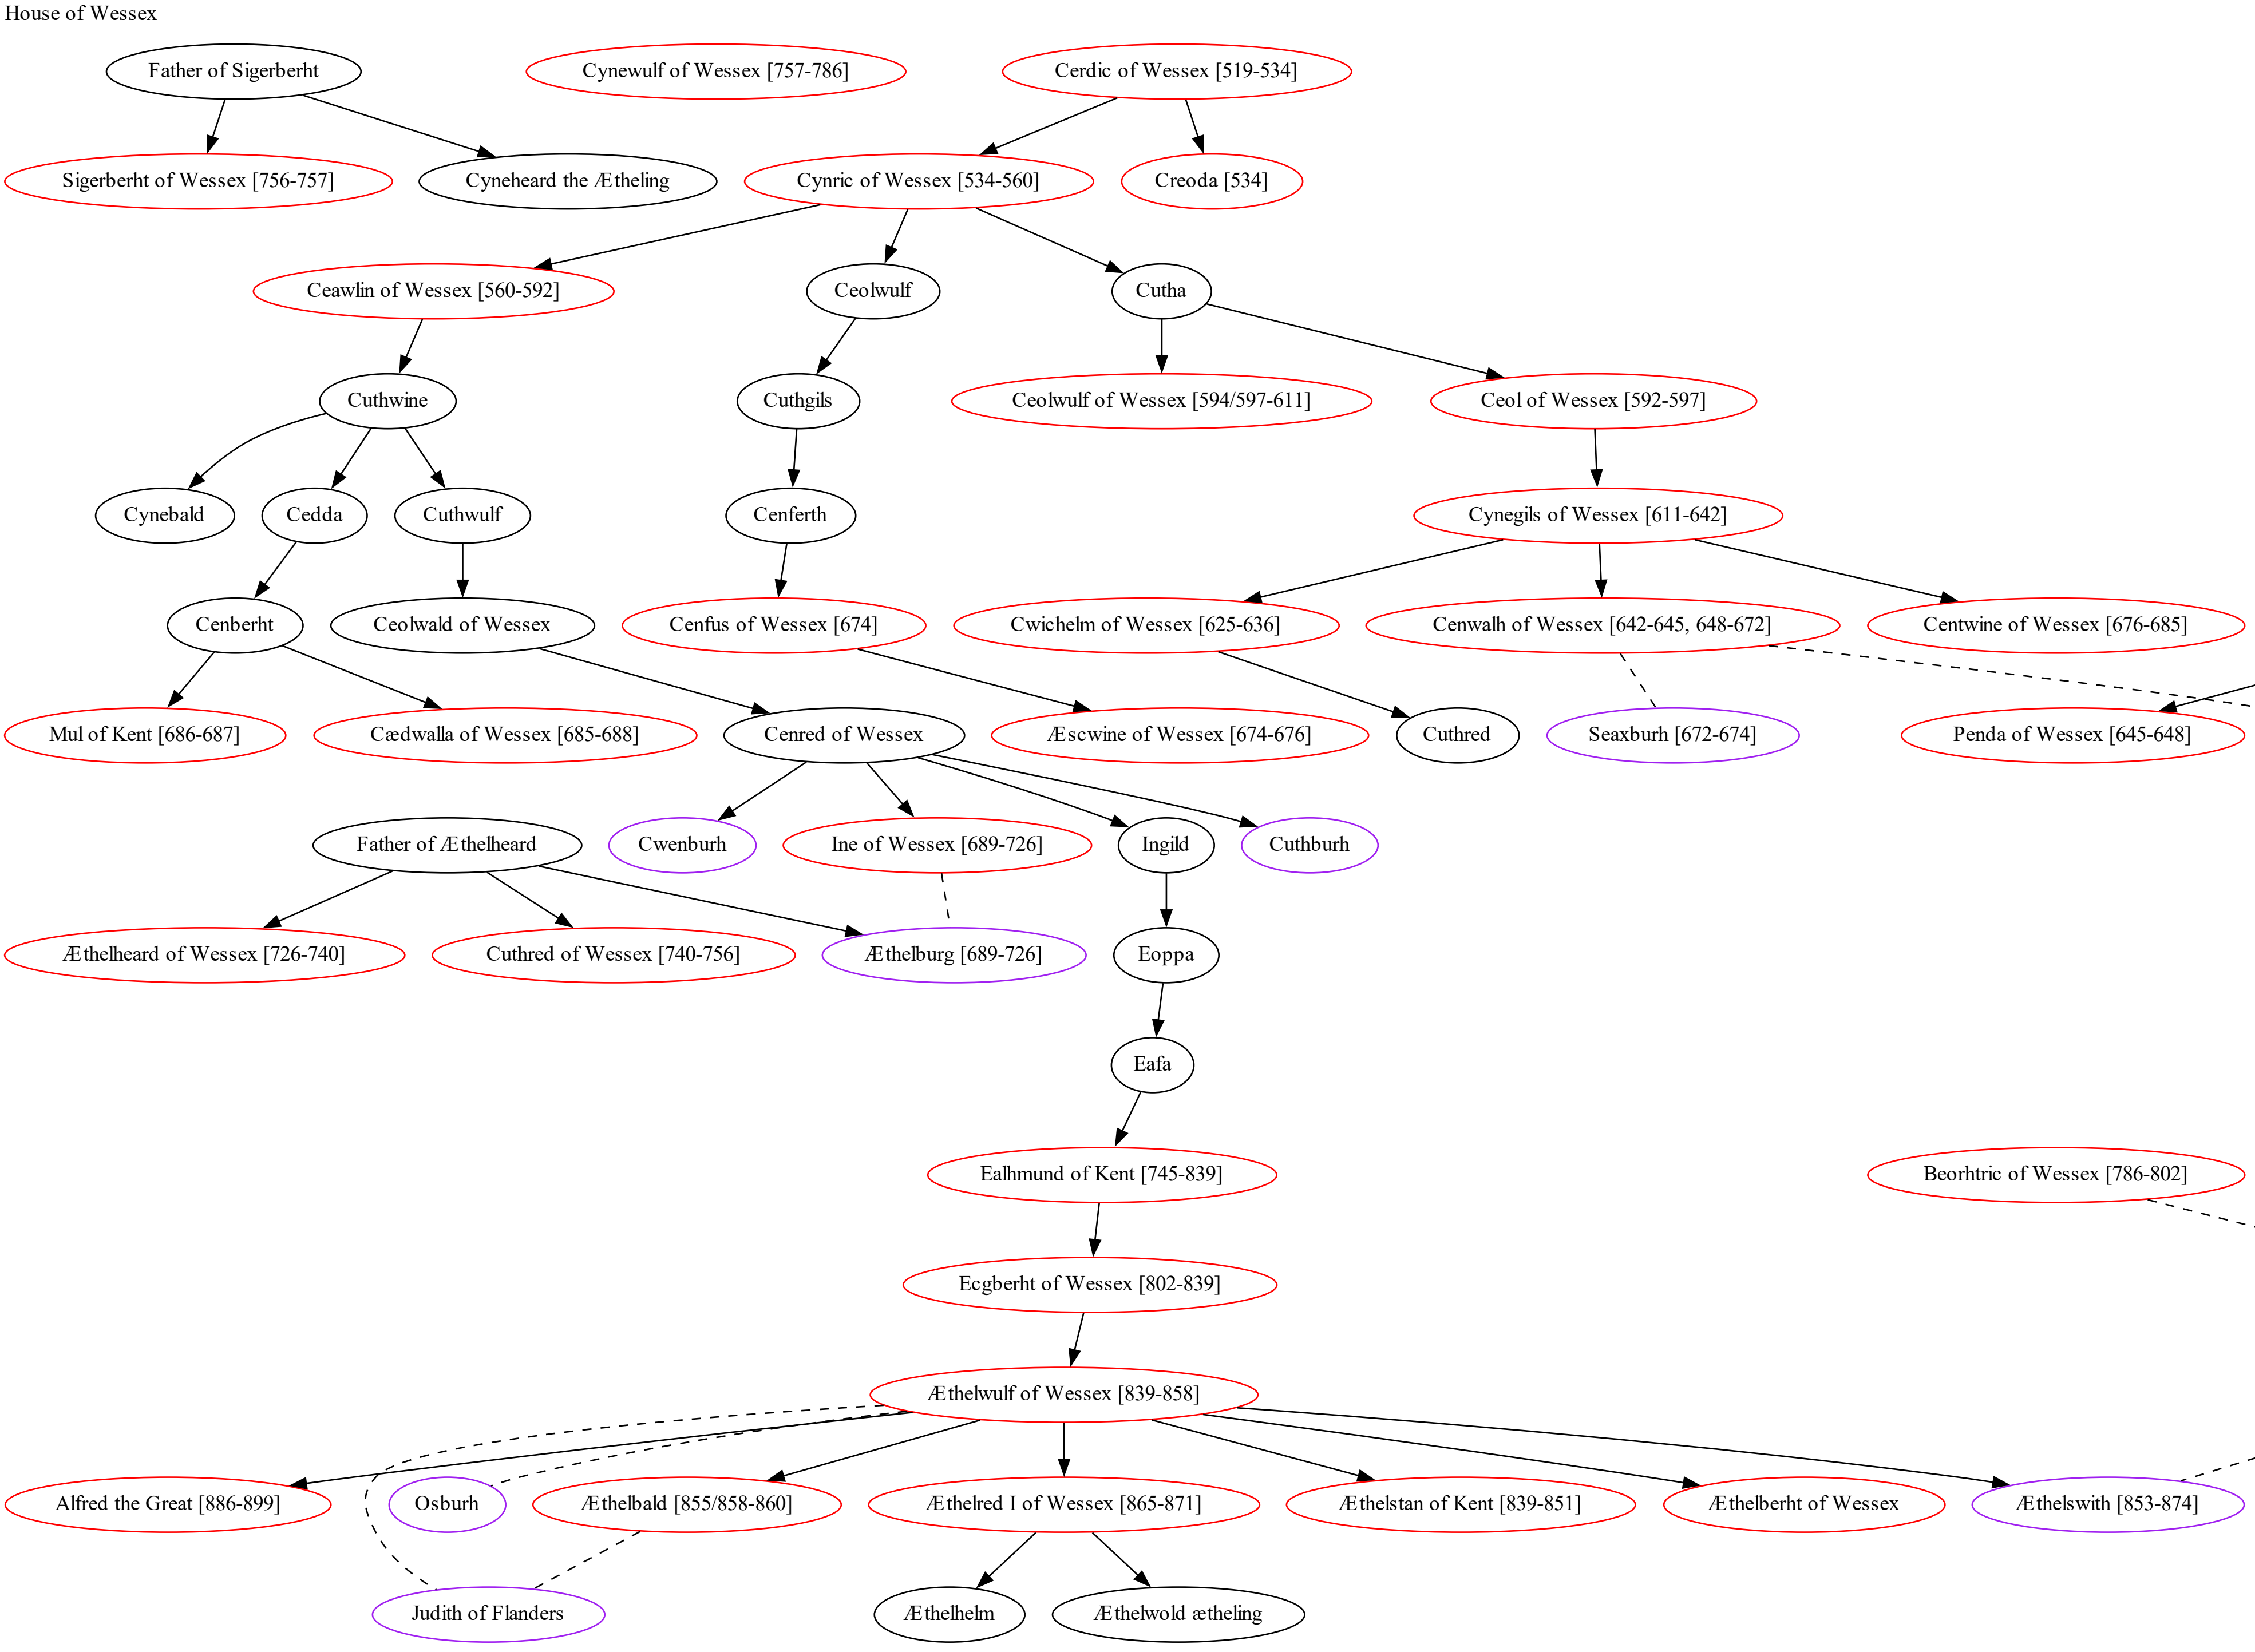 House of Wessex
Father of Sigerberht
Cynewulf of Wessex [757-786]
Cerdic of Wessex [519-534]
Sigerberht of Wessex [756-757]
Cyneheard the Ætheling
Cynric of Wessex [534-560]
Creoda [534]
Ceawlin of Wessex [560-592]
Ceolwulf
Cutha
Cuthwine
Cuthgils
Ceolwulf of Wessex [594/597-611]
Ceol of Wessex [592-597]
Cynebald
Cedda
Cuthwulf
Cenferth
Cynegils of Wessex [611-642]
Cenberht
Ceolwald of Wessex
Cenfus of Wessex [674]
Cwichelm of Wessex [625-636]
Cenwalh of Wessex [642-645, 648-672]
Centwine of Wessex [676-685]
Mul of Kent [686-687]
Cædwalla of Wessex [685-688]
Cenred of Wessex
Æscwine of Wessex [674-676]
Cuthred
Seaxburh [672-674]
Penda of Wessex [645-648]
Father of Æthelheard
Cwenburh
Ine of Wessex [689-726]
Ingild
Cuthburh
Æthelheard of Wessex [726-740]
Cuthred of Wessex [740-756]
Æthelburg [689-726]
Eoppa
Eafa
Ealhmund of Kent [745-839]
Beorhtric of Wessex [786-802]
Ecgberht of Wessex [802-839]
Æthelwulf of Wessex [839-858]
Alfred the Great [886-899]
Osburh
Æthelbald [855/858-860]
Æthelred I of Wessex [865-871]
Æthelstan of Kent [839-851]
Æthelberht of Wessex
Æthelswith [853-874]
Judith of Flanders
Æthelhelm
Æthelwold ætheling